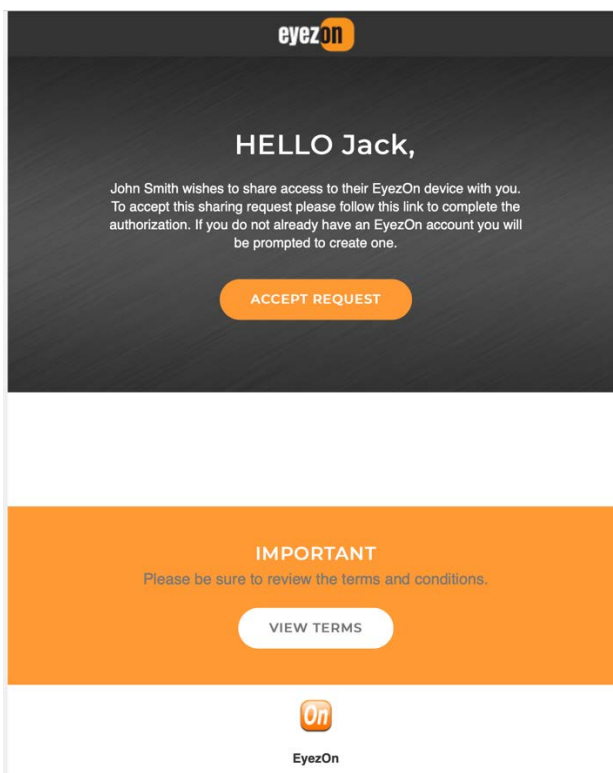 eyezon
HELLO Jack,
John Smith wishes to share access to their EyezOn device with you.
To accept this sharing request please follow this link to complete the
authorization. If you do not already have an EyezOn account you will
be prompted to create one.
ACCEPT REQUEST
IMPORTANT
Please be sure to review the terms and conditions.
VIEW TERMS
On
EyezOn